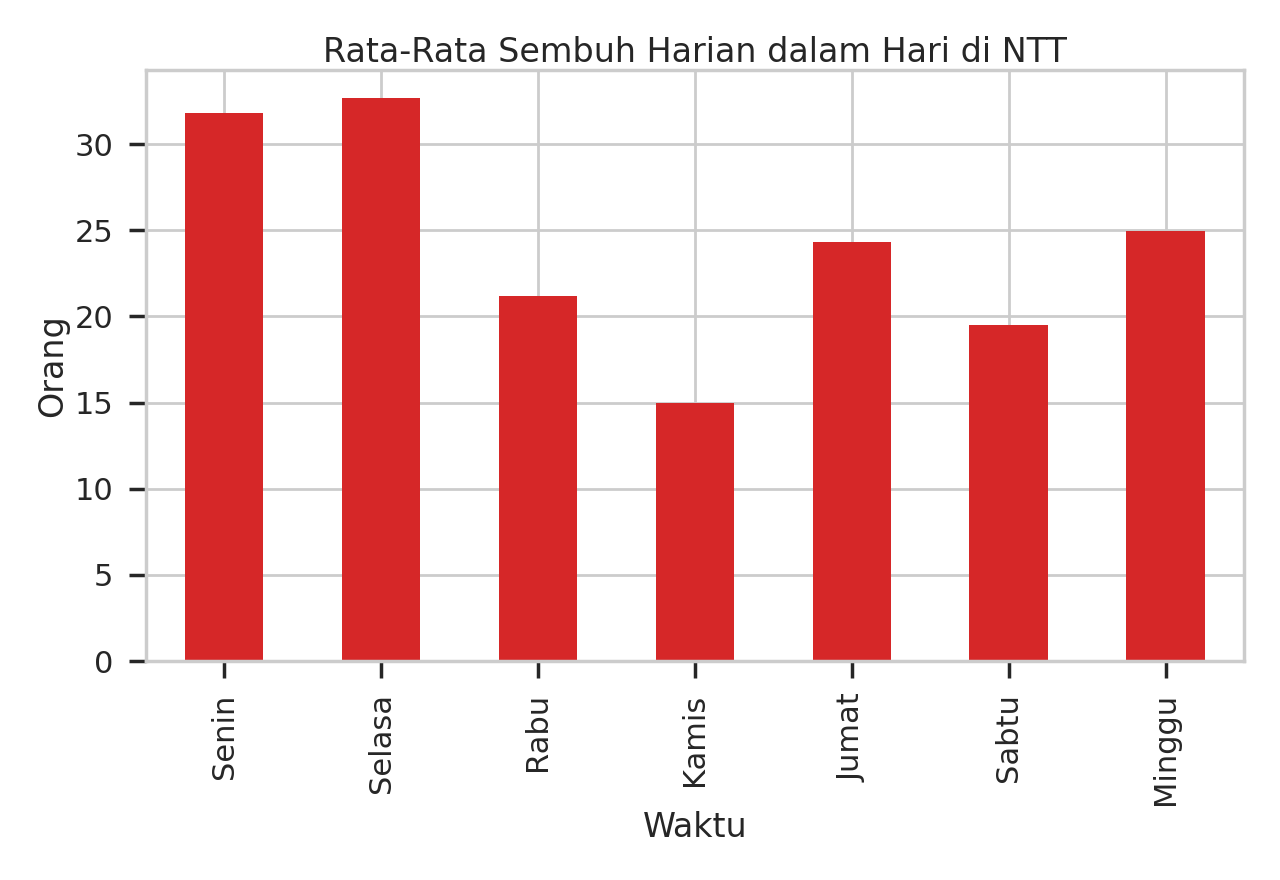 Rata-Rata Sembuh Harian dalam Hari di NTT
Orang
30
25
20
15
10
5
0
Senin
Selasa
Rabu
Kamis
Jumat
Sabtu
Minggu
Waktu